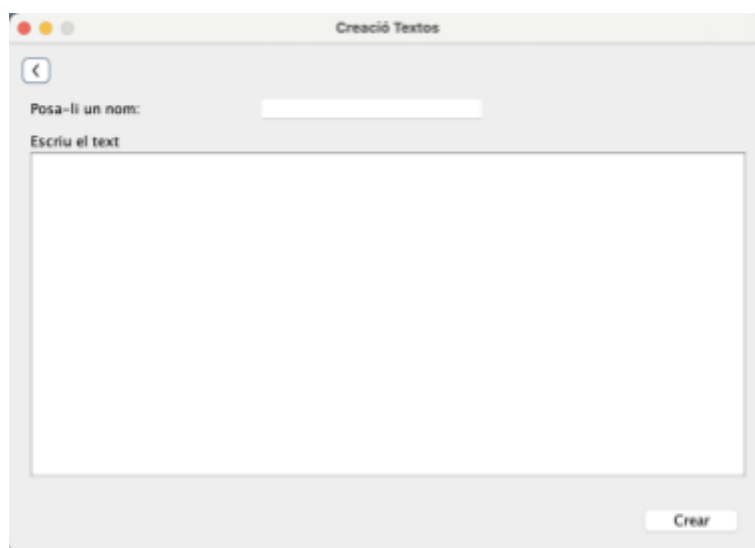 Creació Textos
<
Posa-li un nom:
Escriu el text
Crear